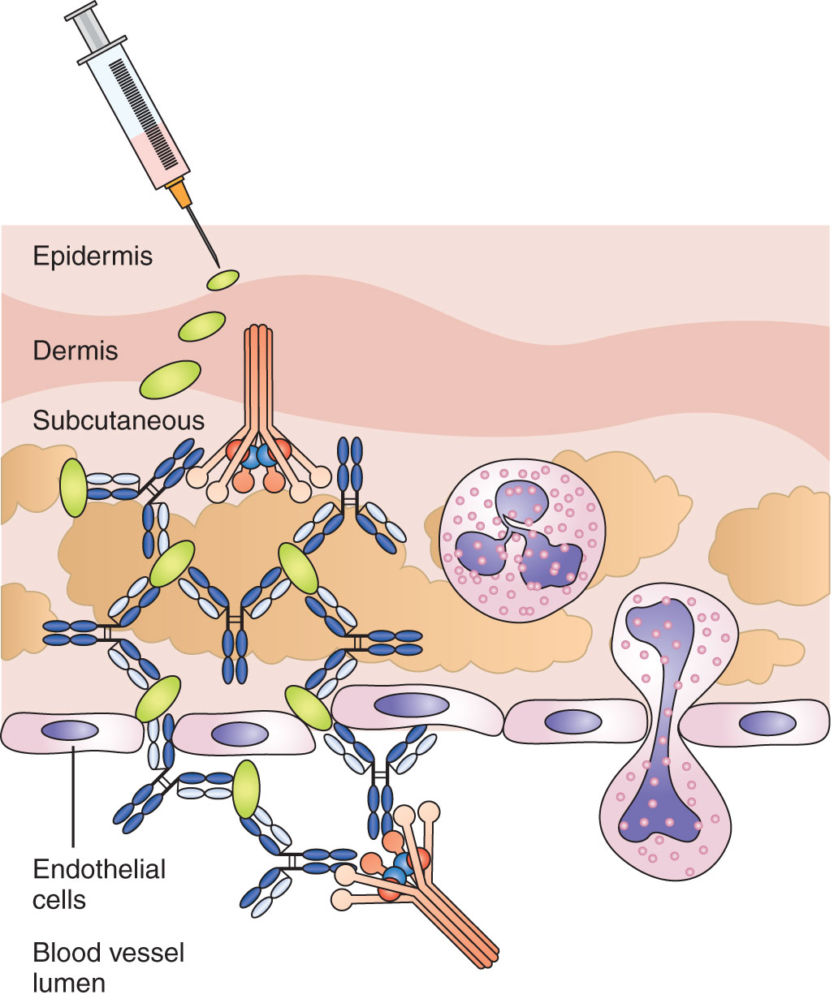 Epidermis
Dermis
Subcutaneous
Endothelial
cells
Blood vessel
lumen